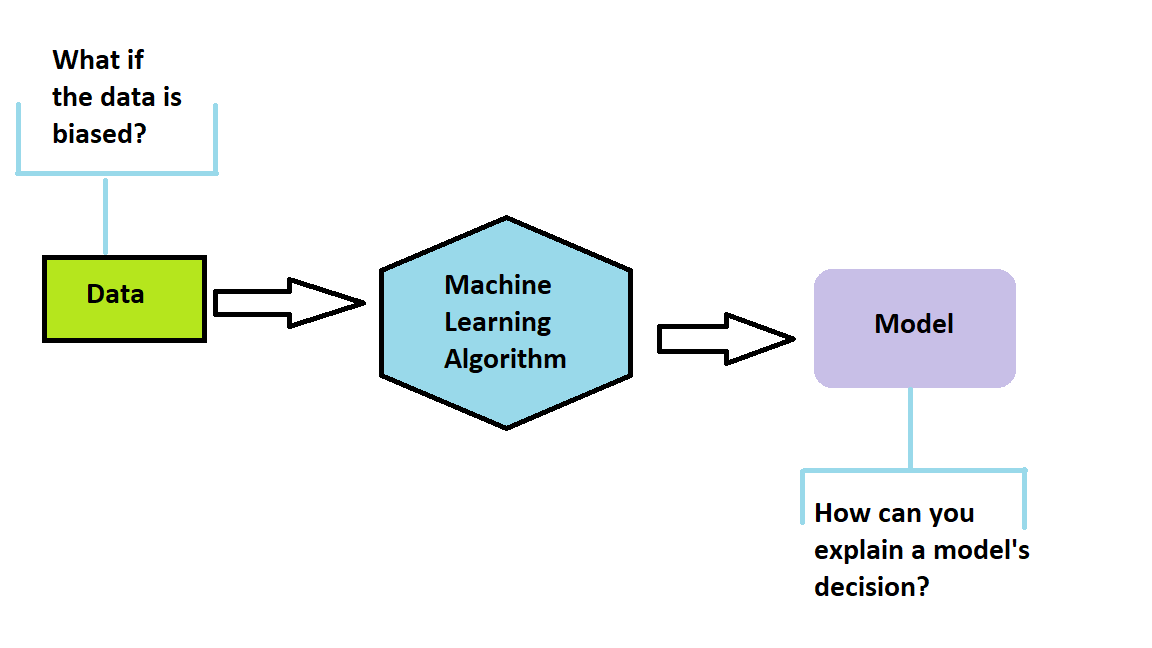 What if
the data is
biased?
Data
Machine
Learning
Algorithm
Model
How can you
explain a model's
decision?